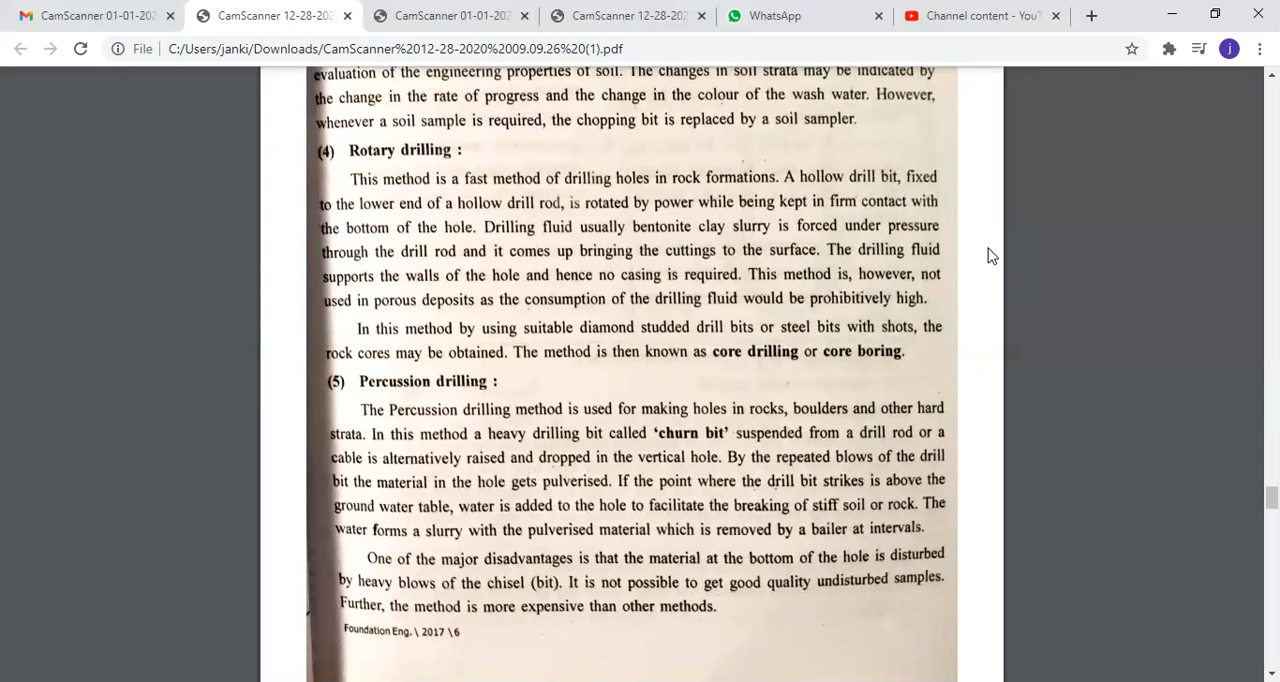 CamScanner 01-01-202
CamScanner 12-28-202
CamScanner 01-01-202
CamScanner 12-28-202
WhatsApp
Channel content - YouT
File
C:/Users/janki/Downloads/CamScanner%2012-28-2020%2009.09.26%20(1).pdf
j
evaluation of the engineering properties of soil. The changes in soil strata may be indicated by
the change in the rate of progress and the change in the colour of the wash water. However,
whenever a soil sample is required, the chopping bit is replaced by a soil sampler.
(4) Rotary drilling :
This method is a fast method of drilling holes in rock formations. A hollow drill bit, fixed
to the lower end of a hollow drill rod, is rotated by power while being kept in firm contact with
the bottom of the hole. Drilling fluid usually bentonite clay slurry is forced under pressure
through the drill rod and it comes up bringing the cuttings to the surface. The drilling fluid
supports the walls of the hole and hence no casing is required. This method is, however, not
used in porous deposits as the consumption of the drilling fluid would be prohibitively high.
In this method by using suitable diamond studded drill bits or steel bits with shots, the
rock cores may be obtained. The method is then known as core drilling or core boring.
(5) Percussion drilling :
The Percussion drilling method is used for making holes in rocks, boulders and other hard
strata. In this method a heavy drilling bit called 'churn bit' suspended from a drill rod or a
cable is alternatively raised and dropped in the vertical hole. By the repeated blows of the drill
bit the material in the hole gets pulverised. If the point where the drill bit strikes is above the
ground water table, water is added to the hole to facilitate the breaking of stiff soil or rock. The
water forms a slurry with the pulverised material which is removed by a bailer at intervals.
One of the major disadvantages is that the material at the bottom of the hole is disturbed
by heavy blows of the chisel (bit). It is not possible to get good quality undisturbed samples.
Further, the method is more expensive than other methods.
Foundation Eng. \ 2017 \ 6